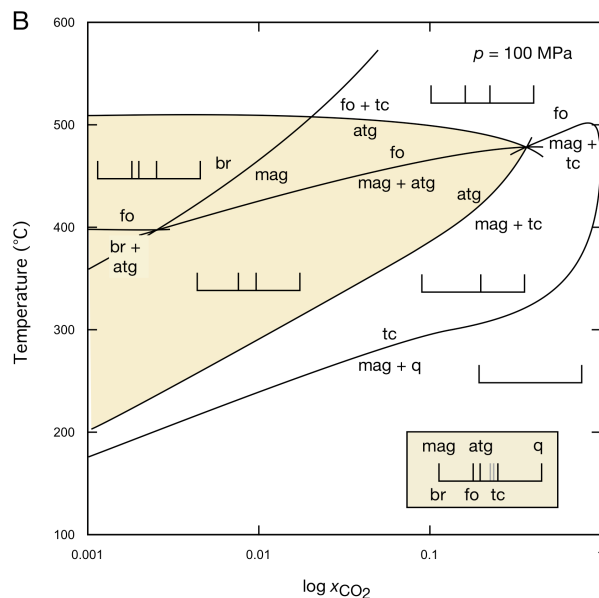 B
600
p = 100 MPa
fo + tc
atg
fo
mag +
tc
500
br
mag
fo
mag + atg
atg
fo
br +
atg
mag + tc
400
Temperature (°C)
300
tc
mag + q
200
mag atg q
br fo tc
100
0.001 0.01 0.1 1
log xCO2